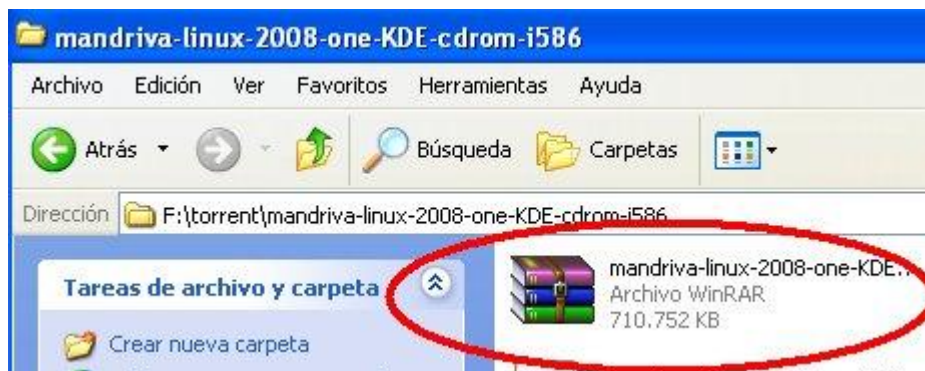 mandriva-linux-2008-one-KDE-cdrom-i586
Archivo Edición Ver Favoritos Herramientas Ayuda
Atrás Búsqueda Carpetas
Dirección F:\torrent\mandriva-linux-2008-one-KDE-cdrom-i586
Tareas de archivo y carpeta
Crear nueva carpeta
mandriva-linux-2008-one-KDE...
Archivo WinRAR
710.752 KB